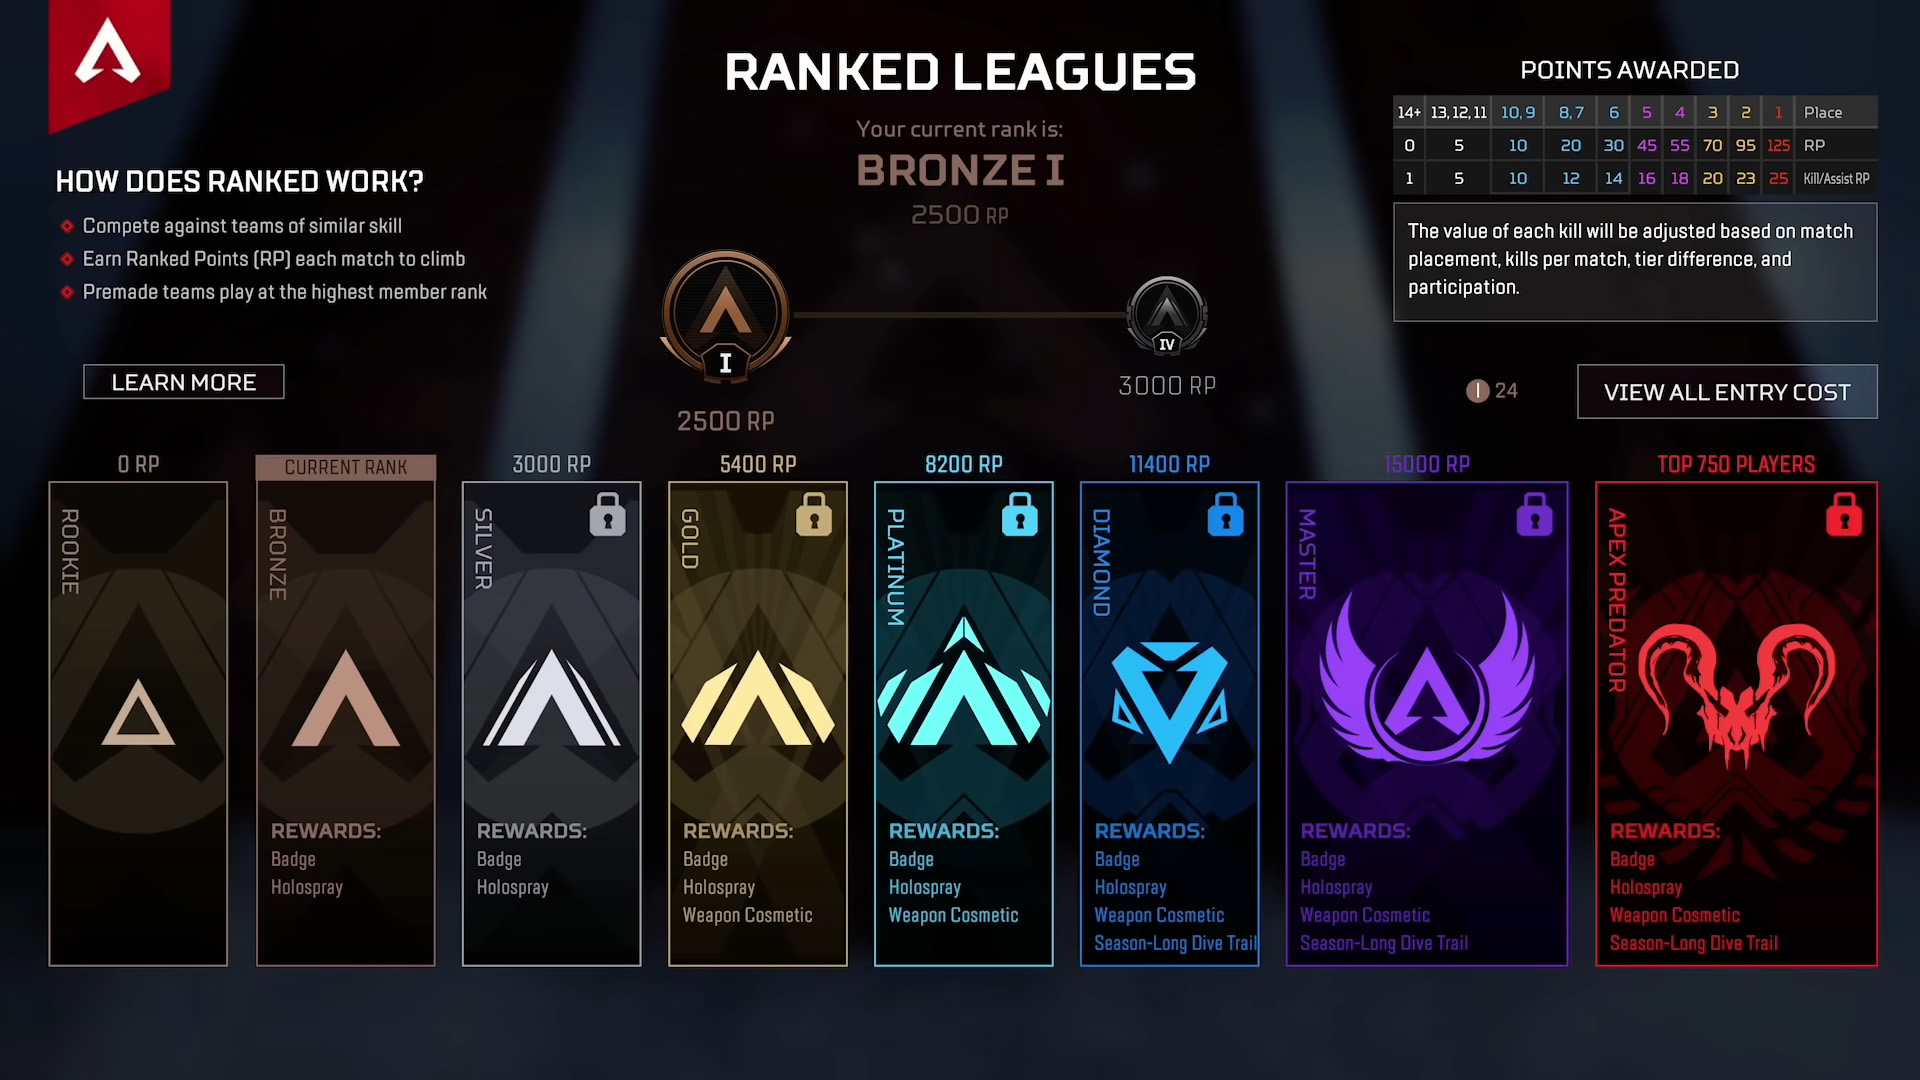 RANKED LEAGUES
Your current rank is:
BRONZE I
2500 RP
HOW DOES RANKED WORK?
Compete against teams of similar skill
Earn Ranked Points (RP) each match to climb
Premade teams play at the highest member rank
LEARN MORE
I
2500 RP
IV
3000 RP
POINTS AWARDED
14+ 13, 12, 11 10, 9 8, 7 6 5 4 3 2 1 Place
0 5 10 20 30 45 55 70 95 125 RP
1 5 10 12 14 16 18 20 23 25 Kill/Assist RP
The value of each kill will be adjusted based on match
placement, kills per match, tier difference, and
participation.
I 24
VIEW ALL ENTRY COST
0 RP
ROOKIE
CURRENT RANK
BRONZE
REWARDS:
Badge
Holospray
3000 RP
SILVER
REWARDS:
Badge
Holospray
5400 RP
GOLD
REWARDS:
Badge
Holospray
Weapon Cosmetic
8200 RP
PLATINUM
REWARDS:
Badge
Holospray
Weapon Cosmetic
11400 RP
DIAMOND
REWARDS:
Badge
Holospray
Weapon Cosmetic
Season-Long Dive Trail
15000 RP
MASTER
REWARDS:
Badge
Holospray
Weapon Cosmetic
Season-Long Dive Trail
TOP 750 PLAYERS
APEX PREDATOR
REWARDS:
Badge
Holospray
Weapon Cosmetic
Season-Long Dive Trail